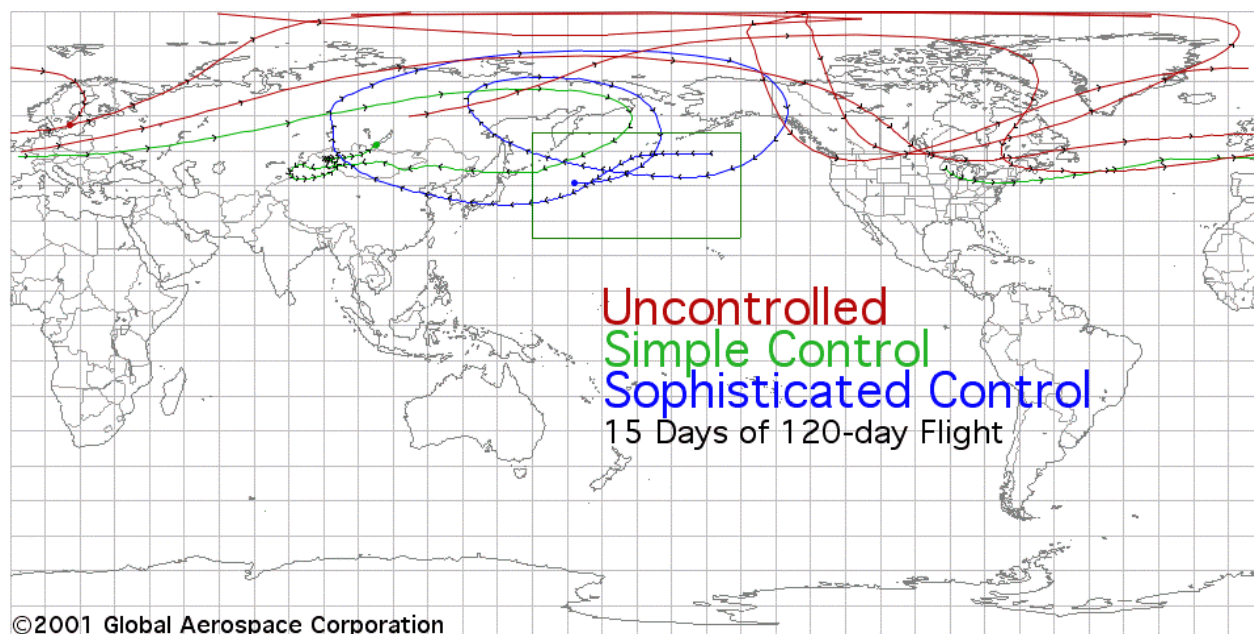 Uncontrolled
Simple Control
Sophisticated Control
15 Days of 120-day Flight
©2001 Global Aerospace Corporation